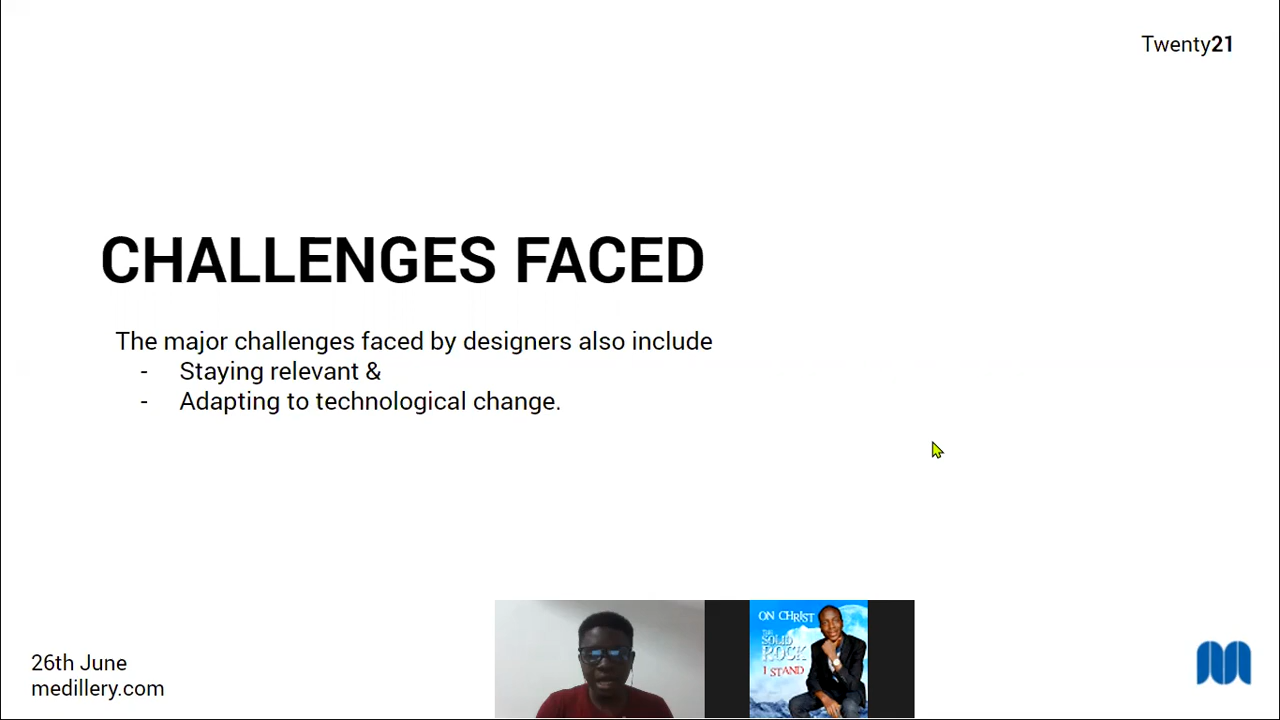 Twenty21
CHALLENGES FACED
The major challenges faced by designers also include
- Staying relevant &
- Adapting to technological change.
26th June
medillery.com
ON CHRIST
THE
SOLID
ROCK
I STAND